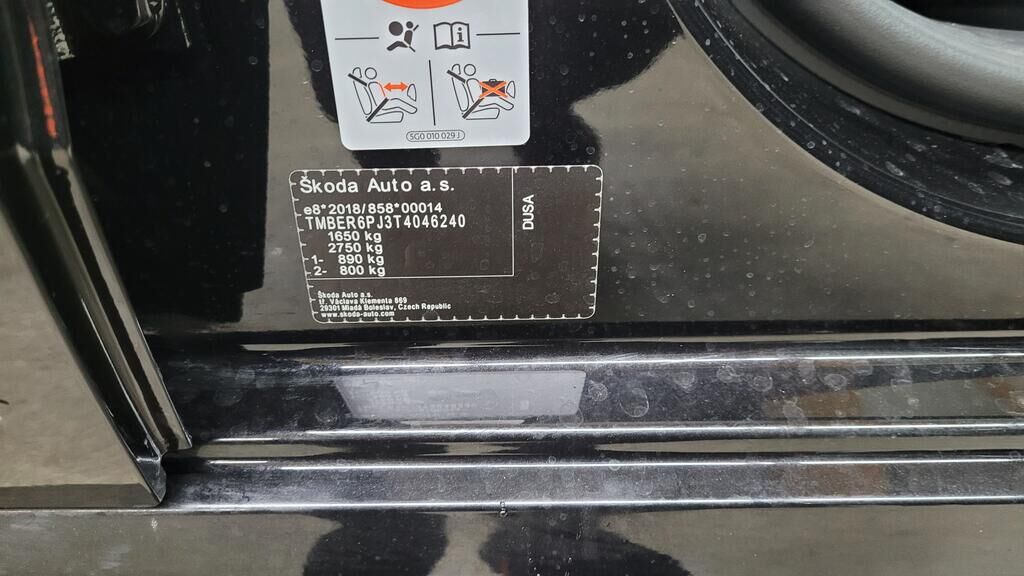 5G0 010 029 J
Škoda Auto a.s.
e8*2018/858*00014
TMBER6PJ3T4046240
1650 kg
2750 kg
1- 890 kg
2- 800 kg
DUSA
Škoda Auto a.s.
tř. Václava Klementa 869
29301 Mladá Boleslav, Czech Republic
www.skoda-auto.com